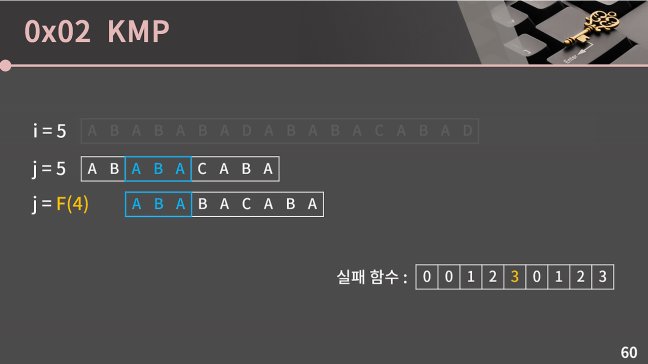 0x02 KMP
i = 5 A B A B A B A D A B A B A C A B A D
j = 5 A B A B A C A B A
j = F(4) A B A B A C A B A
실패 함수 : 0 0 1 2 3 0 1 2 3
60